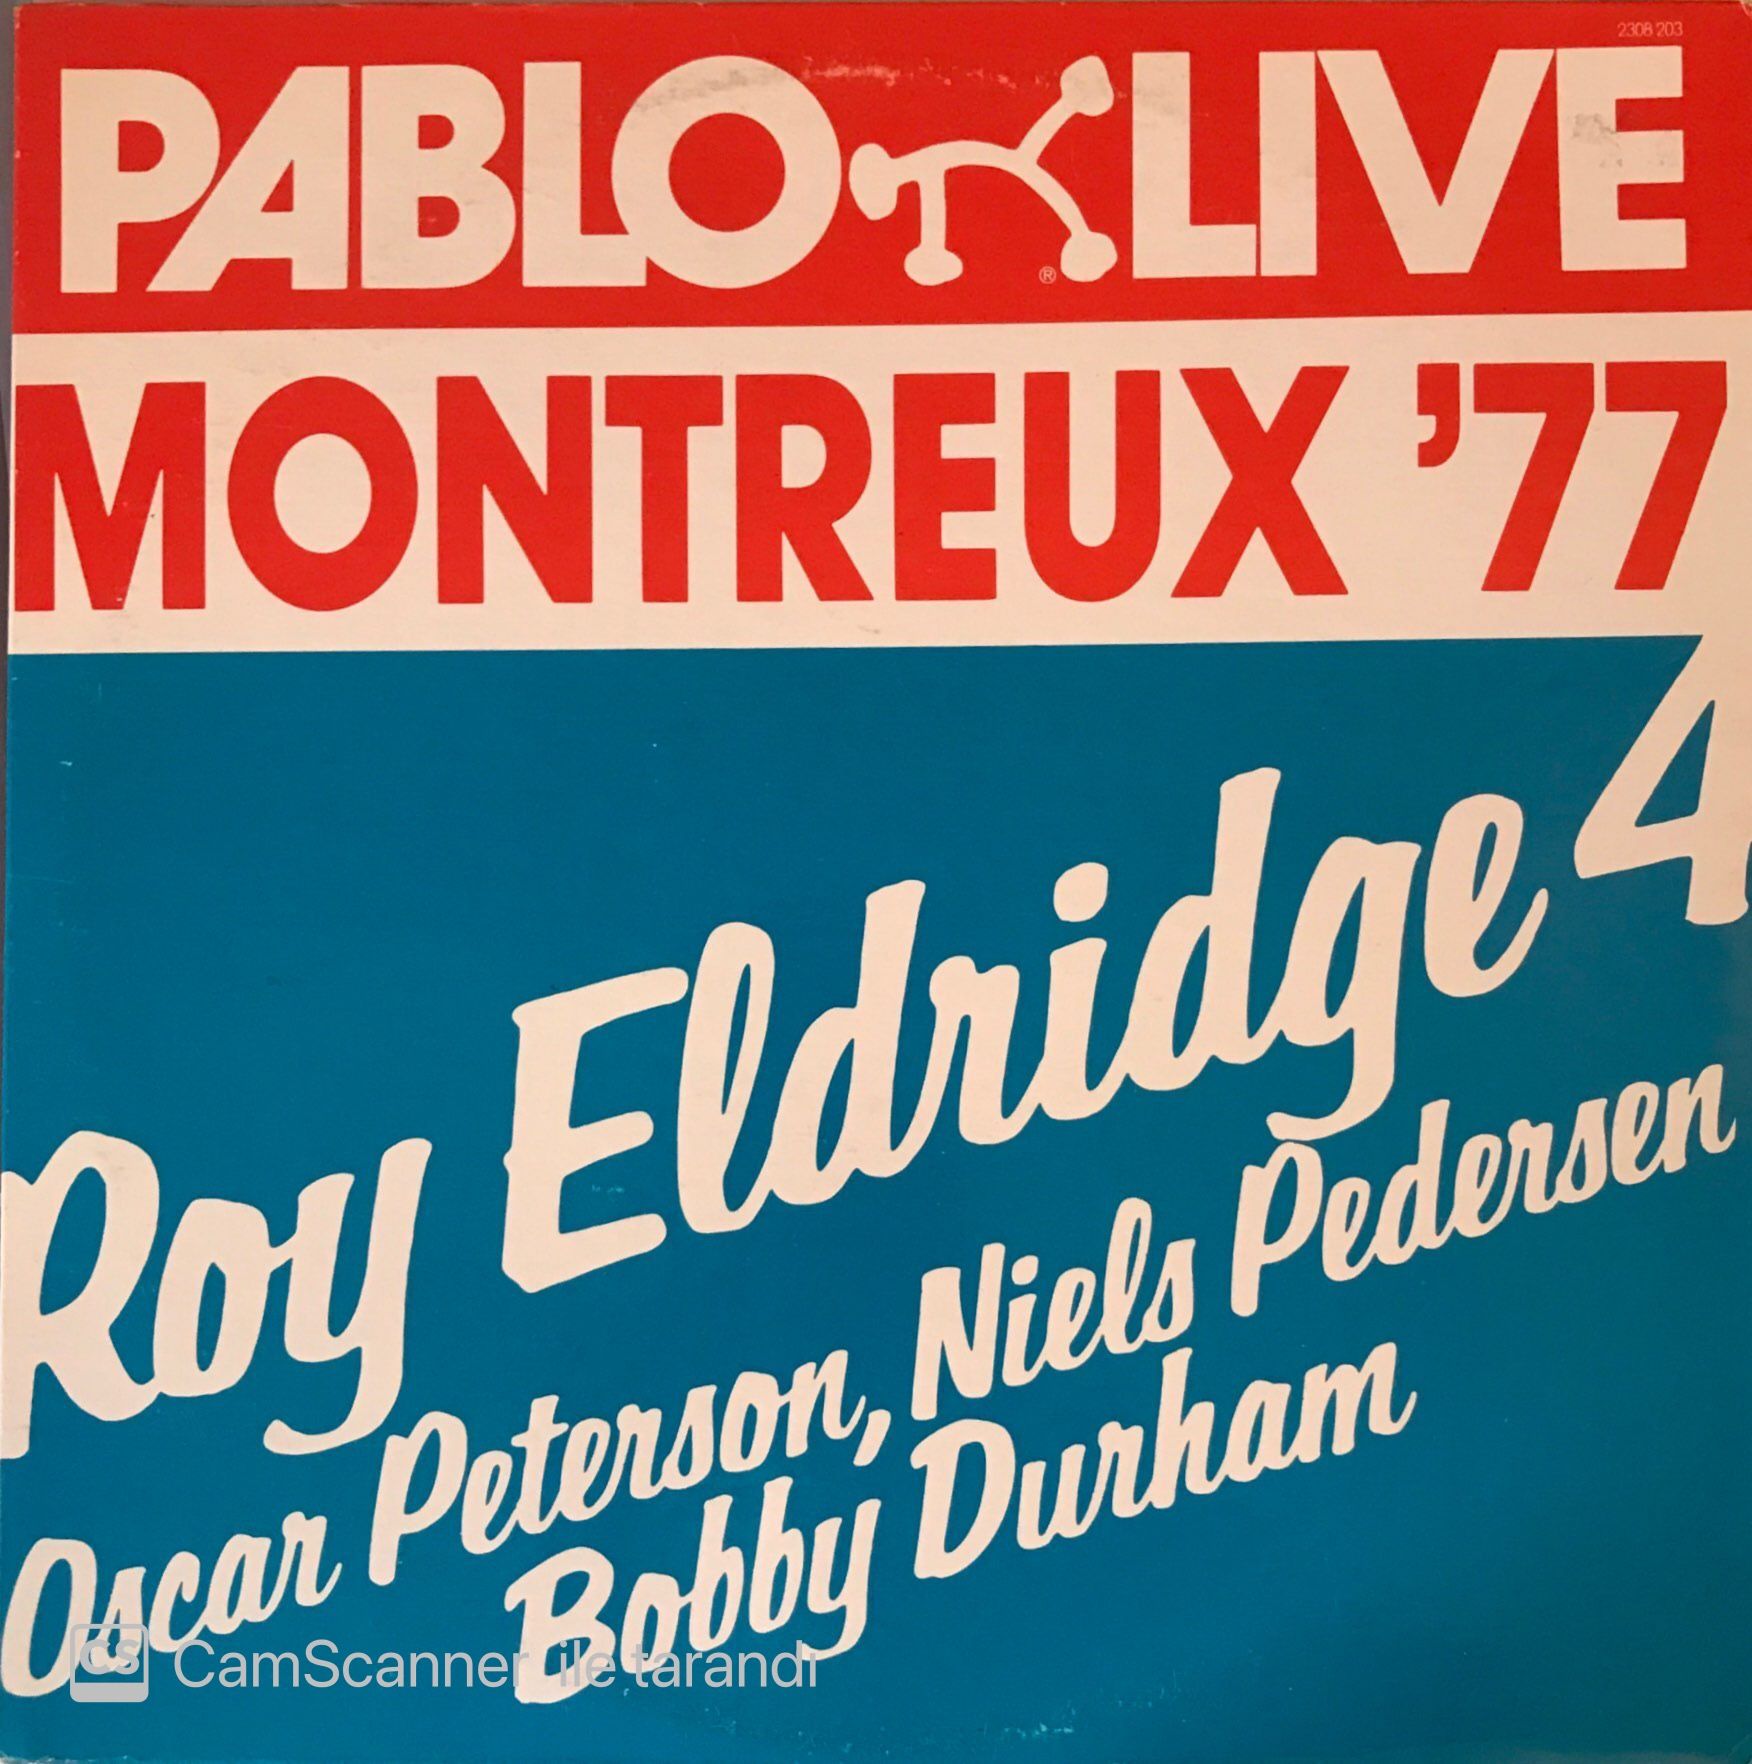 2308 203
PABLO LIVE
®
MONTREUX '77
Roy Eldridge 4
Oscar Peterson, Niels Pedersen
Bobby Durham
CS CamScanner ile tarandı